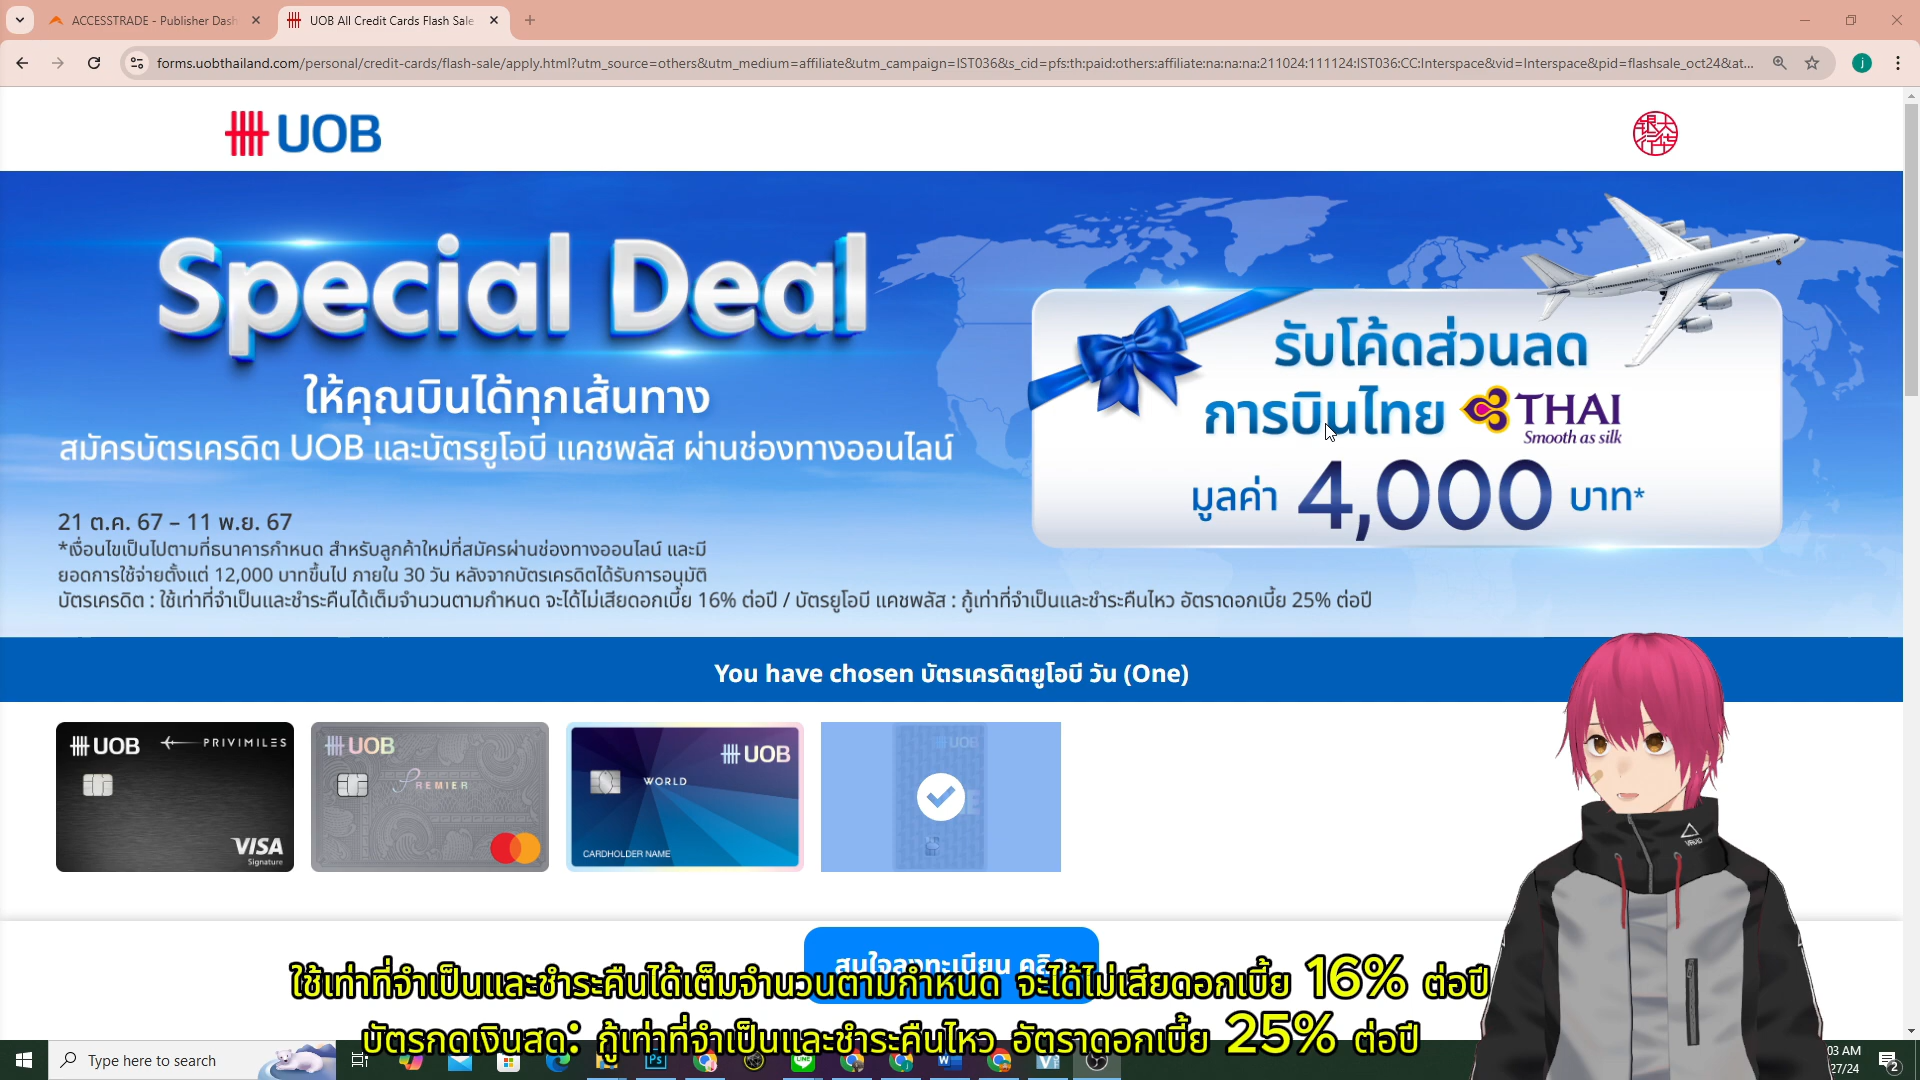 ACCESSTRADE - Publisher Dash
UOB All Credit Cards Flash Sale
forms.uobthailand.com/personal/credit-cards/flash-sale/apply.html?utm_source=others&utm_medium=affiliate&utm_campaign=IST036&s_cid=pfs:th:paid:others:affiliate:na:na:na:211024:111124:IST036:CC:Interspace&vid=Interspace&pid=flashsale_oct24&at...
j
UOB
Special Deal
ให้คุณบินได้ทุกเส้นทาง
สมัครบัตรเครดิต UOB และบัตรยูโอบี แคชพลัส ผ่านช่องทางออนไลน์
รับโค้ดส่วนลด
การบินไทย THAI
Smooth as silk
มูลค่า 4,000 บาท*
21 ต.ค. 67 – 11 พ.ย. 67
*เงื่อนไขเป็นไปตามที่ธนาคารกำหนด สำหรับลูกค้าใหม่ที่สมัครผ่านช่องทางออนไลน์ และมี
ยอดการใช้จ่ายตั้งแต่ 12,000 บาทขึ้นไป ภายใน 30 วัน หลังจากบัตรเครดิตได้รับการอนุมัติ
บัตรเครดิต : ใช้เท่าที่จำเป็นและชำระคืนได้เต็มจำนวนตามกำหนด จะได้ไม่เสียดอกเบี้ย 16% ต่อปี / บัตรยูโอบี แคชพลัส : กู้เท่าที่จำเป็นและชำระคืนไหว อัตราดอกเบี้ย 25% ต่อปี
You have chosen บัตรเครดิตยูโอบี วัน (One)
UOB PRIVIMILES
VISA
Signature
UOB
PREMIER
UOB
WORLD
CARDHOLDER NAME
UOB
สนใจลงทะเบียน คลิก
ใช้เท่าที่จำเป็นและชำระคืนได้เต็มจำนวนตามกำหนด จะได้ไม่เสียดอกเบี้ย 16% ต่อปี
บัตรกดเงินสด: กู้เท่าที่จำเป็นและชำระคืนไหว อัตราดอกเบี้ย 25% ต่อปี
Type here to search
03 AM
27/24
2